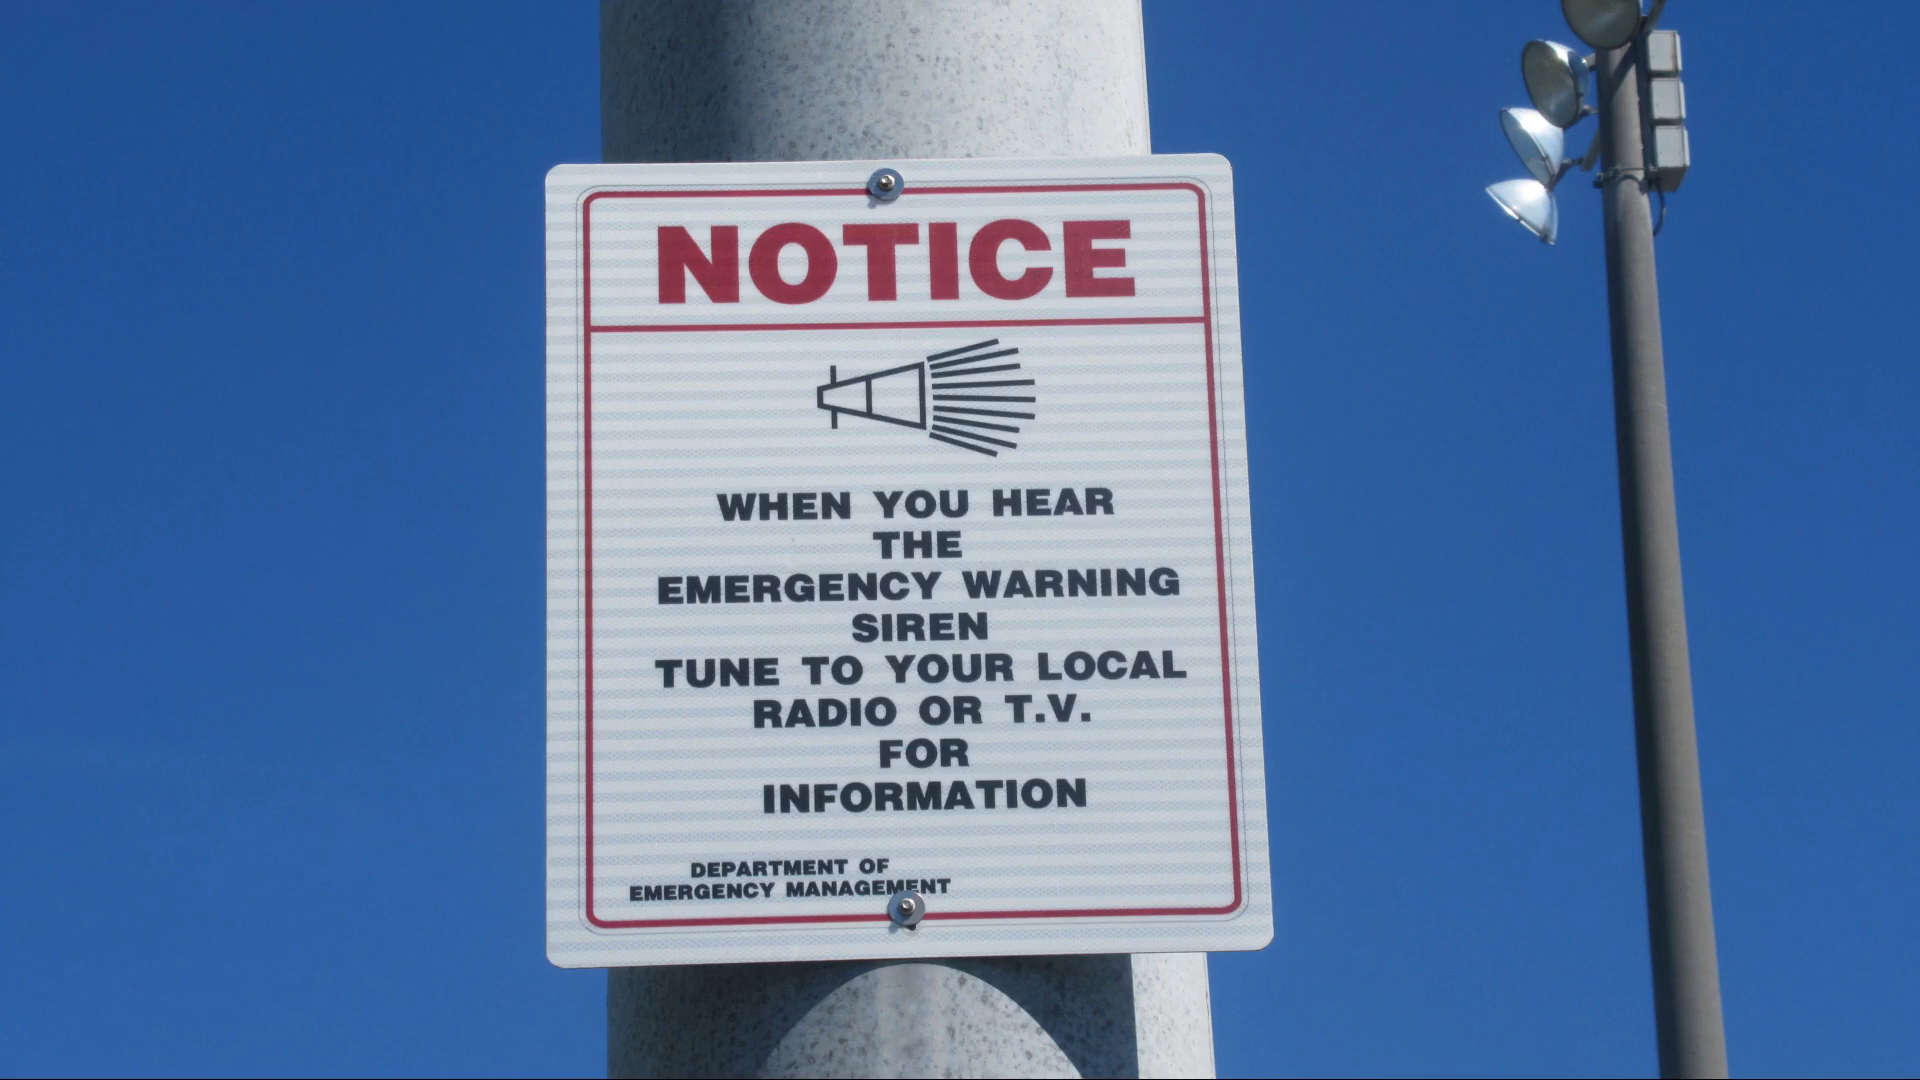 NOTICE
WHEN YOU HEAR
THE
EMERGENCY WARNING
SIREN
TUNE TO YOUR LOCAL
RADIO OR T.V.
FOR
INFORMATION
DEPARTMENT OF
EMERGENCY MANAGEMENT